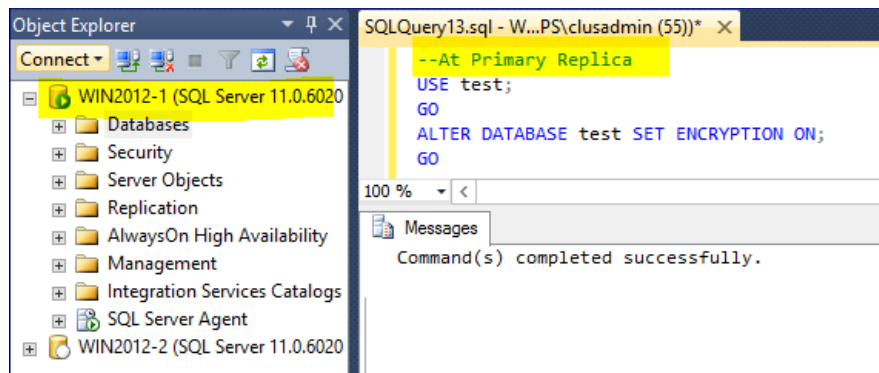 Object Explorer
Connect
WIN2012-1 (SQL Server 11.0.6020
Databases
Security
Server Objects
Replication
AlwaysOn High Availability
Management
Integration Services Catalogs
SQL Server Agent
WIN2012-2 (SQL Server 11.0.6020
SQLQuery13.sql - W...PS\clusadmin (55))*
--At Primary Replica
USE test;
GO
ALTER DATABASE test SET ENCRYPTION ON;
GO
100 %
Messages
Command(s) completed successfully.